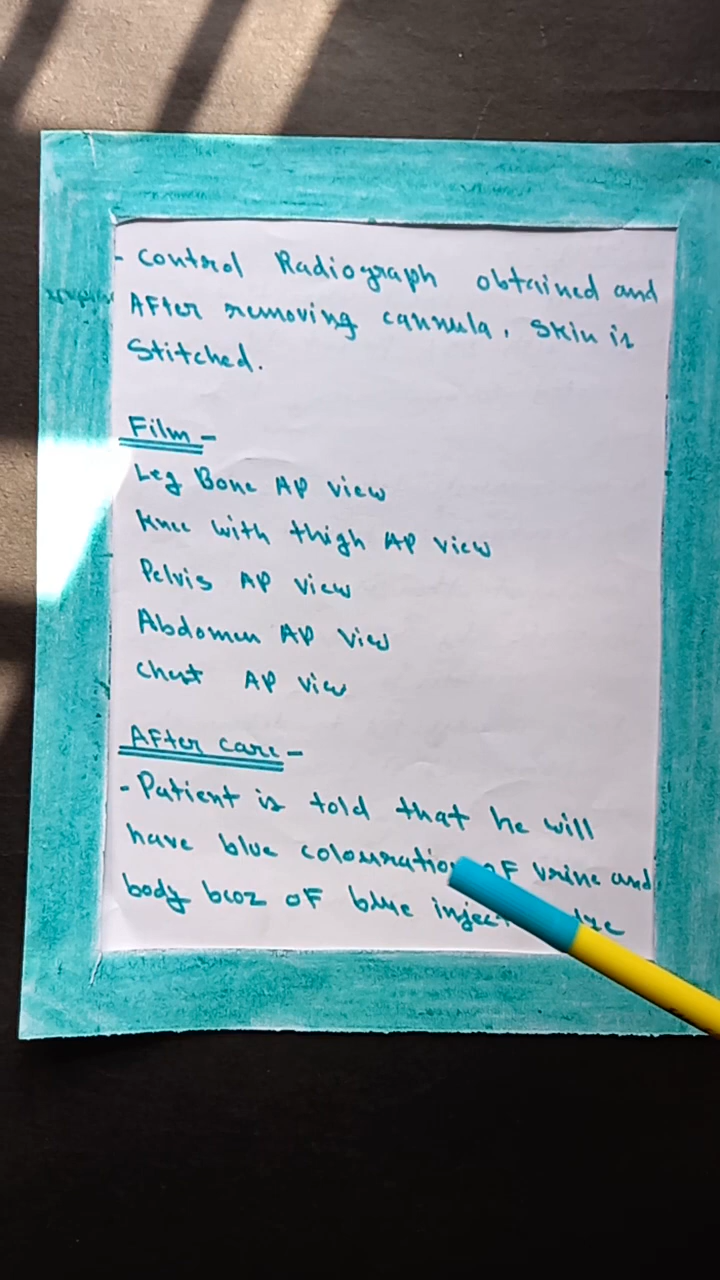 - Control Radiograph obtained and
After removing cannula, skin is
stitched.
Film -
Leg Bone AP view
Knee with thigh AP view
Pelvis AP view
Abdomen AP view
chest AP view
After care -
- Patient is told that he will
have blue colouration of urine and
body bcoz of blue